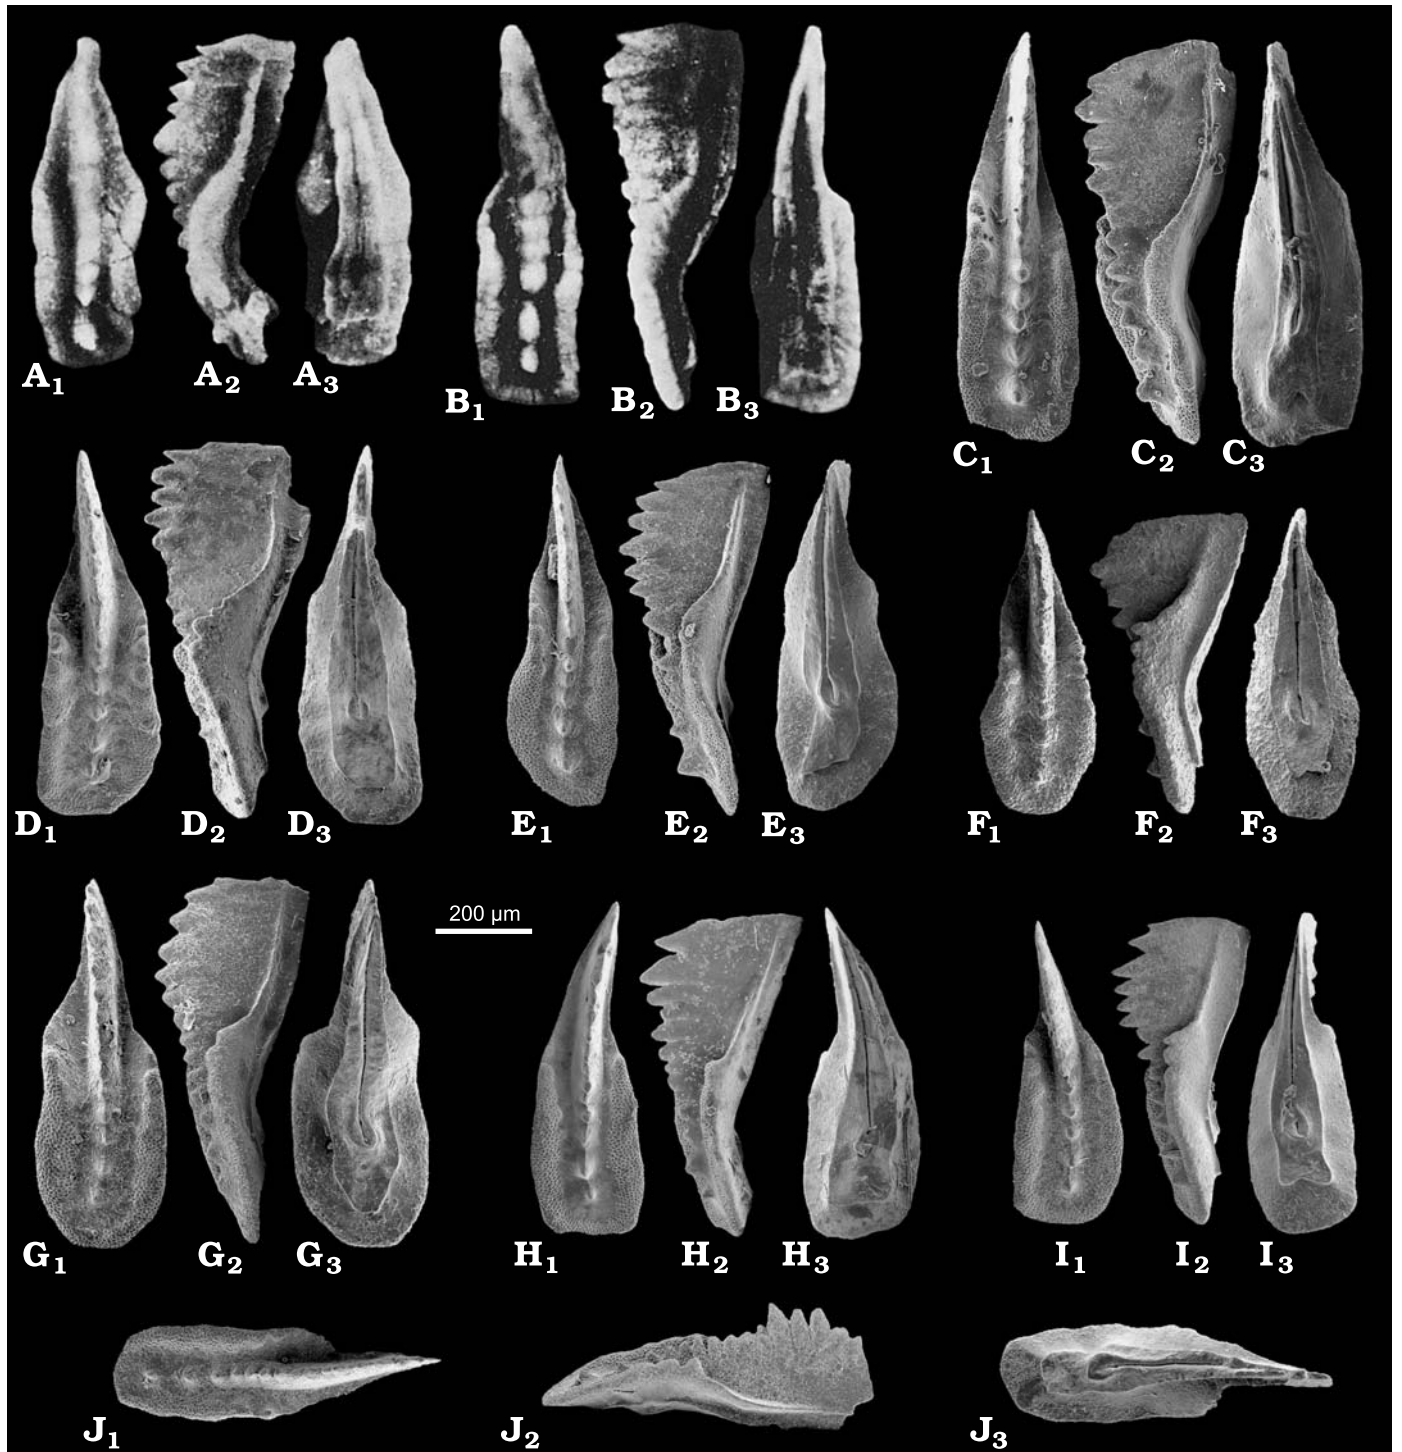 A1 A2 A3
B1 B2 B3
C1 C2 C3
D1 D2 D3
E1 E2 E3
F1 F2 F3
200 µm
G1 G2 G3
H1 H2 H3
I1 I2 I3
J1 J2 J3